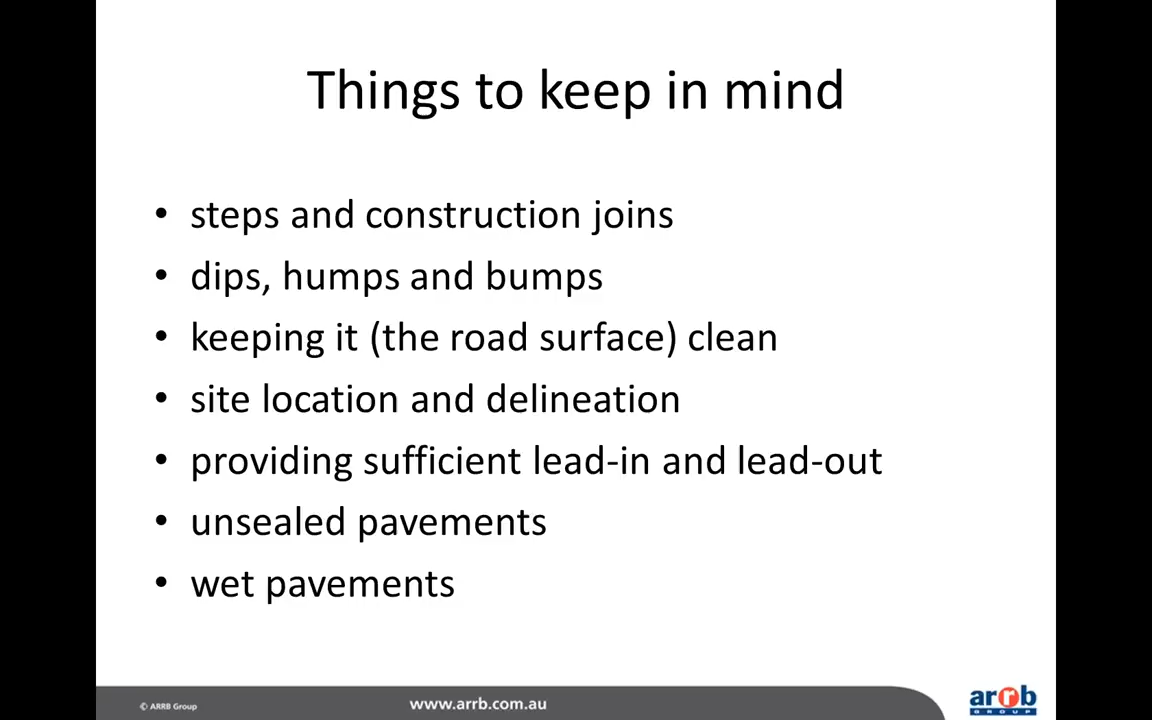 Things to keep in mind
• steps and construction joins
• dips, humps and bumps
• keeping it (the road surface) clean
• site location and delineation
• providing sufficient lead-in and lead-out
• unsealed pavements
• wet pavements
© ARRB Group
www.arrb.com.au
arrb
GROUP